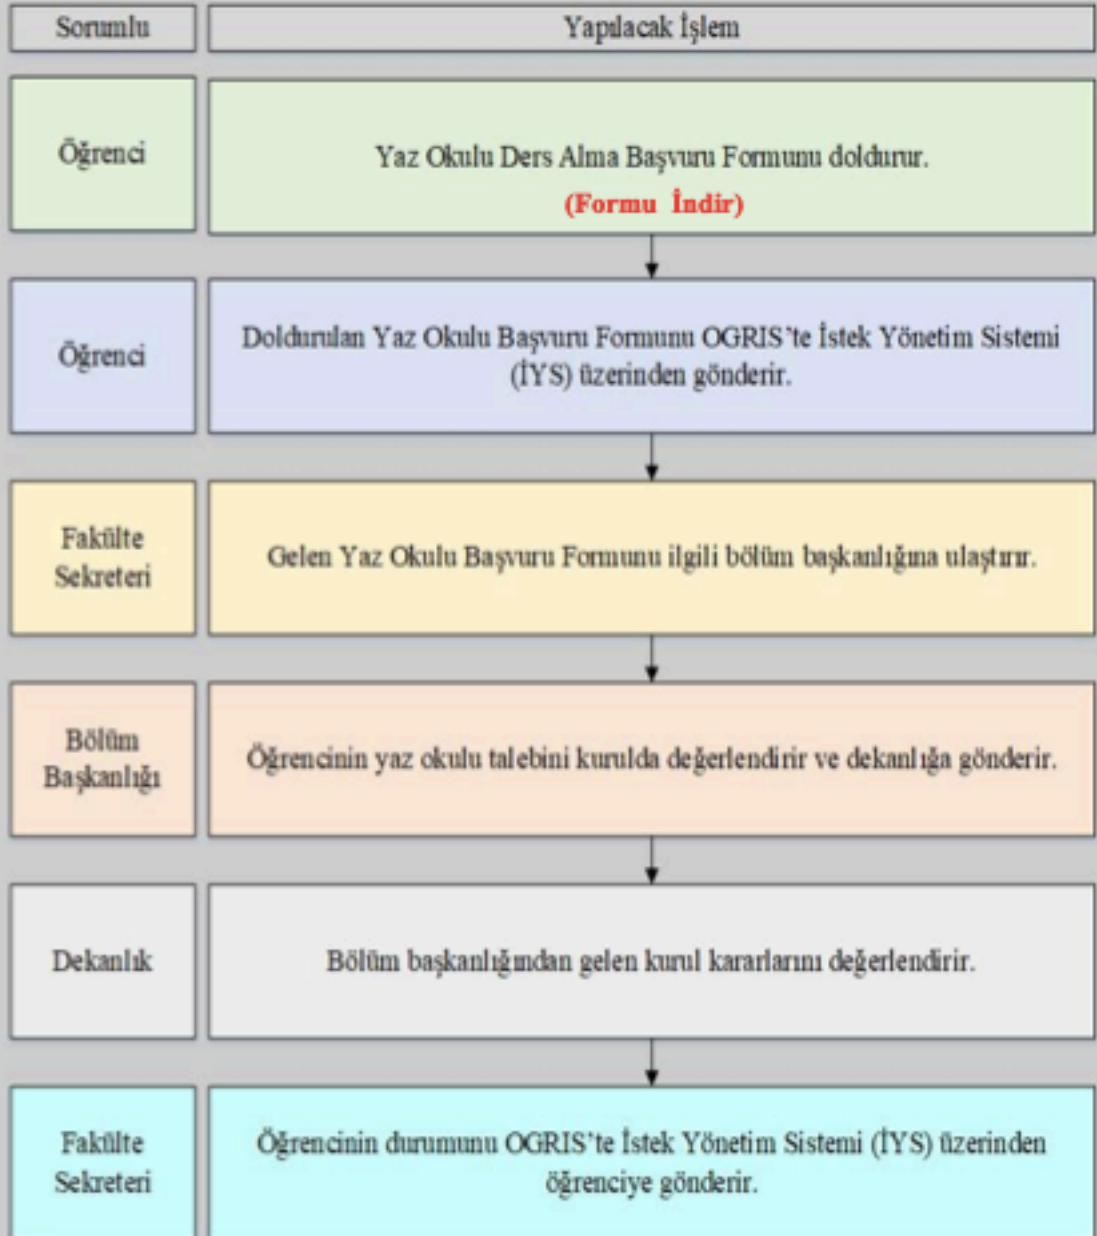 Sorumlu
Yapılacak İşlem
Öğrenci
Yaz Okulu Ders Alma Başvuru Formunu doldurur.
(Formu İndir)
Öğrenci
Doldurulan Yaz Okulu Başvuru Formunu OGRIS’te İstek Yönetim Sistemi
(İYS) üzerinden gönderir.
Fakülte
Sekreteri
Gelen Yaz Okulu Başvuru Formunu ilgili bölüm başkanlığına ulaştırır.
Bölüm
Başkanlığı
Öğrencinin yaz okulu talebini kurulda değerlendirir ve dekanlığa gönderir.
Dekanlık
Bölüm başkanlığından gelen kurul kararlarını değerlendirir.
Fakülte
Sekreteri
Öğrencinin durumunu OGRIS’te İstek Yönetim Sistemi (İYS) üzerinden
öğrenciye gönderir.